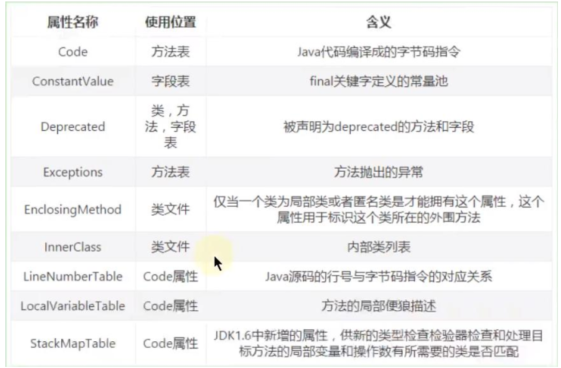 属性名称 使用位置 含义
Code 方法表 Java代码编译成的字节码指令
ConstantValue 字段表 final关键字定义的常量池
类，方
法，字段
表
Deprecated 被声明为deprecated的方法和字段
Exceptions 方法表 方法抛出的异常
EnclosingMethod 类文件 仅当一个类为局部类或者匿名类是才能拥有这个属性，这个
属性用于标识这个类所在的外围方法
InnerClass 类文件 内部类列表
LineNumberTable Code属性 Java源码的行号与字节码指令的对应关系
LocalVariableTable Code属性 方法的局部便狼描述
StackMapTable Code属性 JDK1.6中新增的属性，供新的类型检查检验器检查和处理目
标方法的局部变量和操作数有所需要的类是否匹配